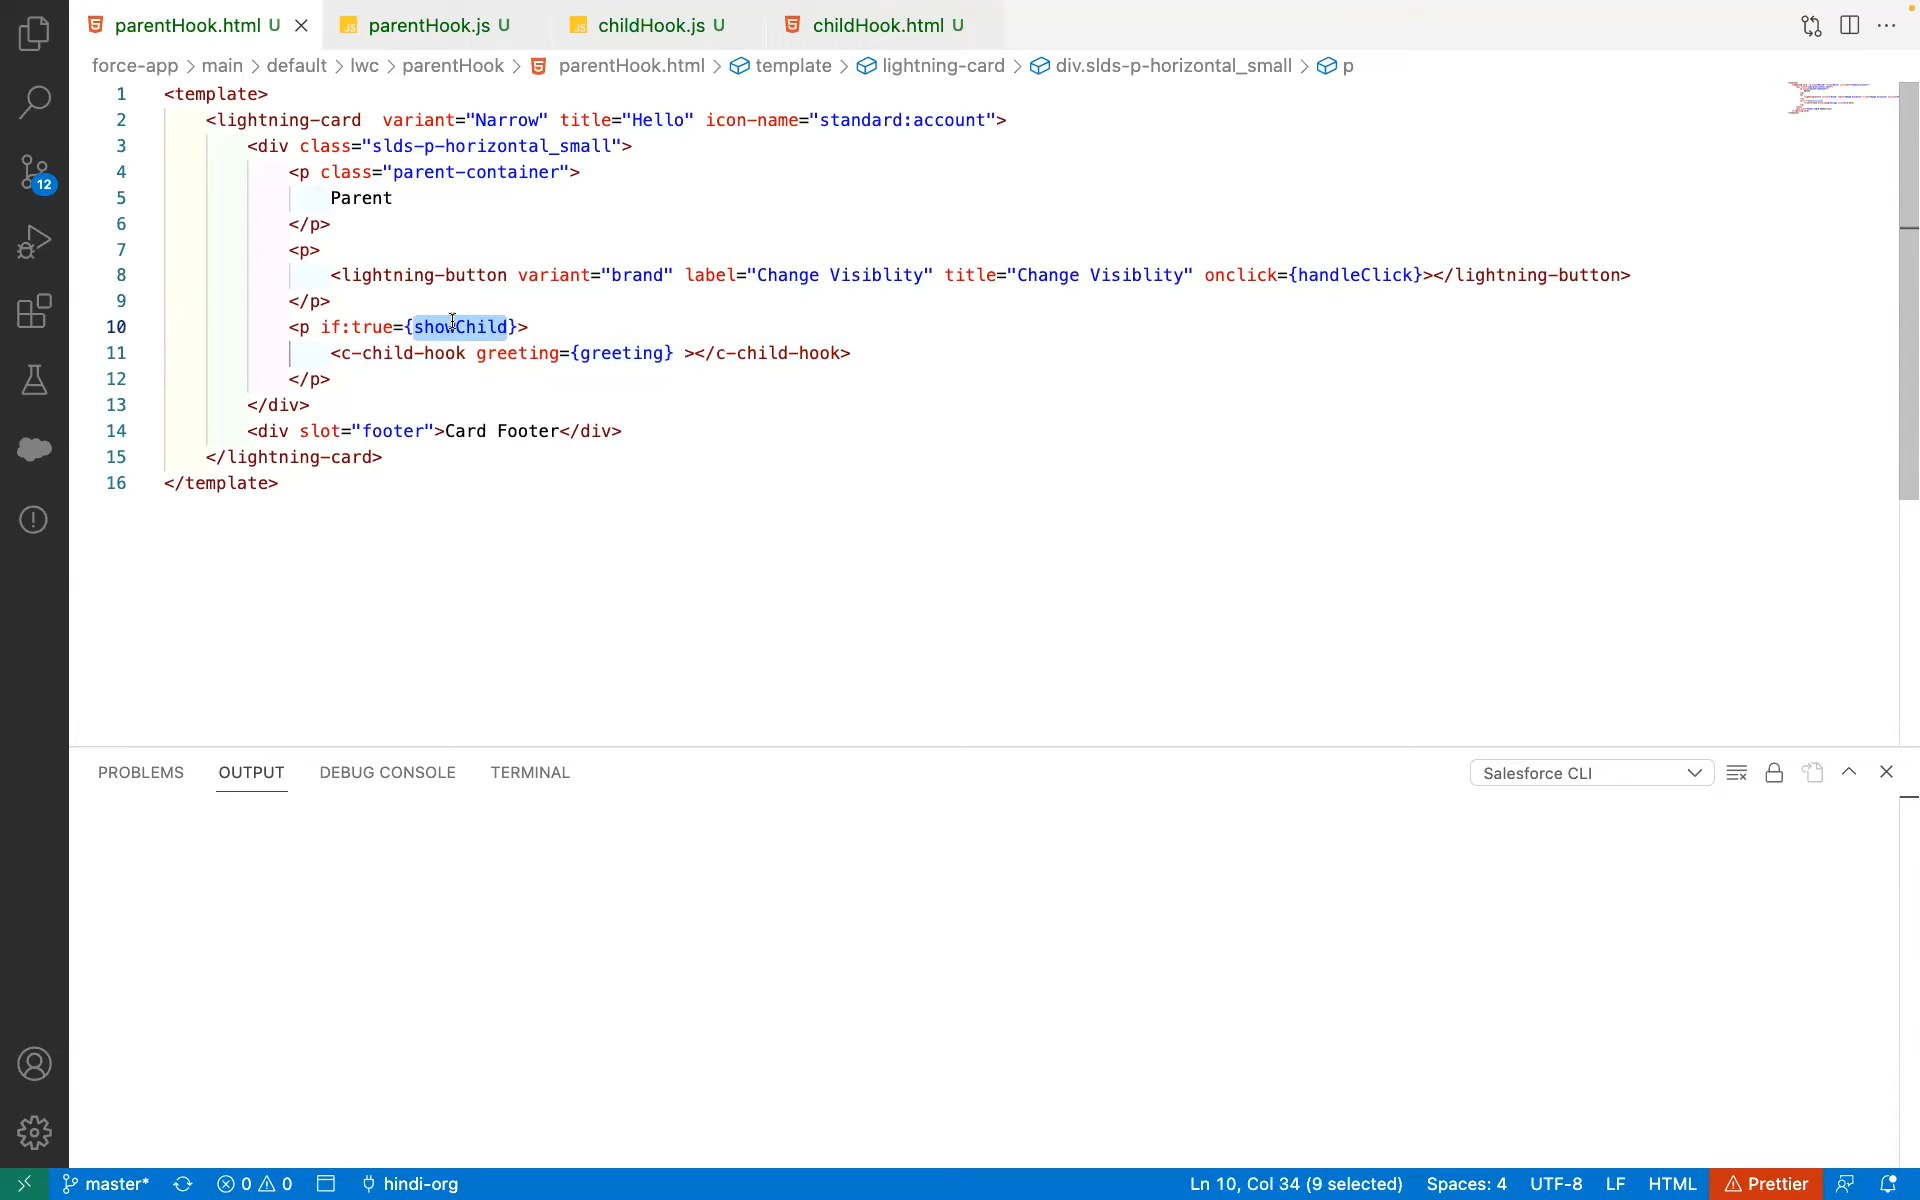 parentHook.html U
parentHook.js U
childHook.js U
childHook.html U
force-app > main > default > lwc > parentHook > parentHook.html > template > lightning-card > div.slds-p-horizontal_small > p
1 <template>
2 <lightning-card variant="Narrow" title="Hello" icon-name="standard:account">
3 <div class="slds-p-horizontal_small">
4 <p class="parent-container">
5 Parent
6 </p>
7 <p>
8 <lightning-button variant="brand" label="Change Visiblity" title="Change Visiblity" onclick={handleClick}></lightning-button>
9 </p>
10 <p if:true={showChild}>
11 <c-child-hook greeting={greeting} ></c-child-hook>
12 </p>
13 </div>
14 <div slot="footer">Card Footer</div>
15 </lightning-card>
16 </template>
12
PROBLEMS OUTPUT DEBUG CONSOLE TERMINAL
Salesforce CLI
master* 0 0 hindi-org Ln 10, Col 34 (9 selected) Spaces: 4 UTF-8 LF HTML Prettier